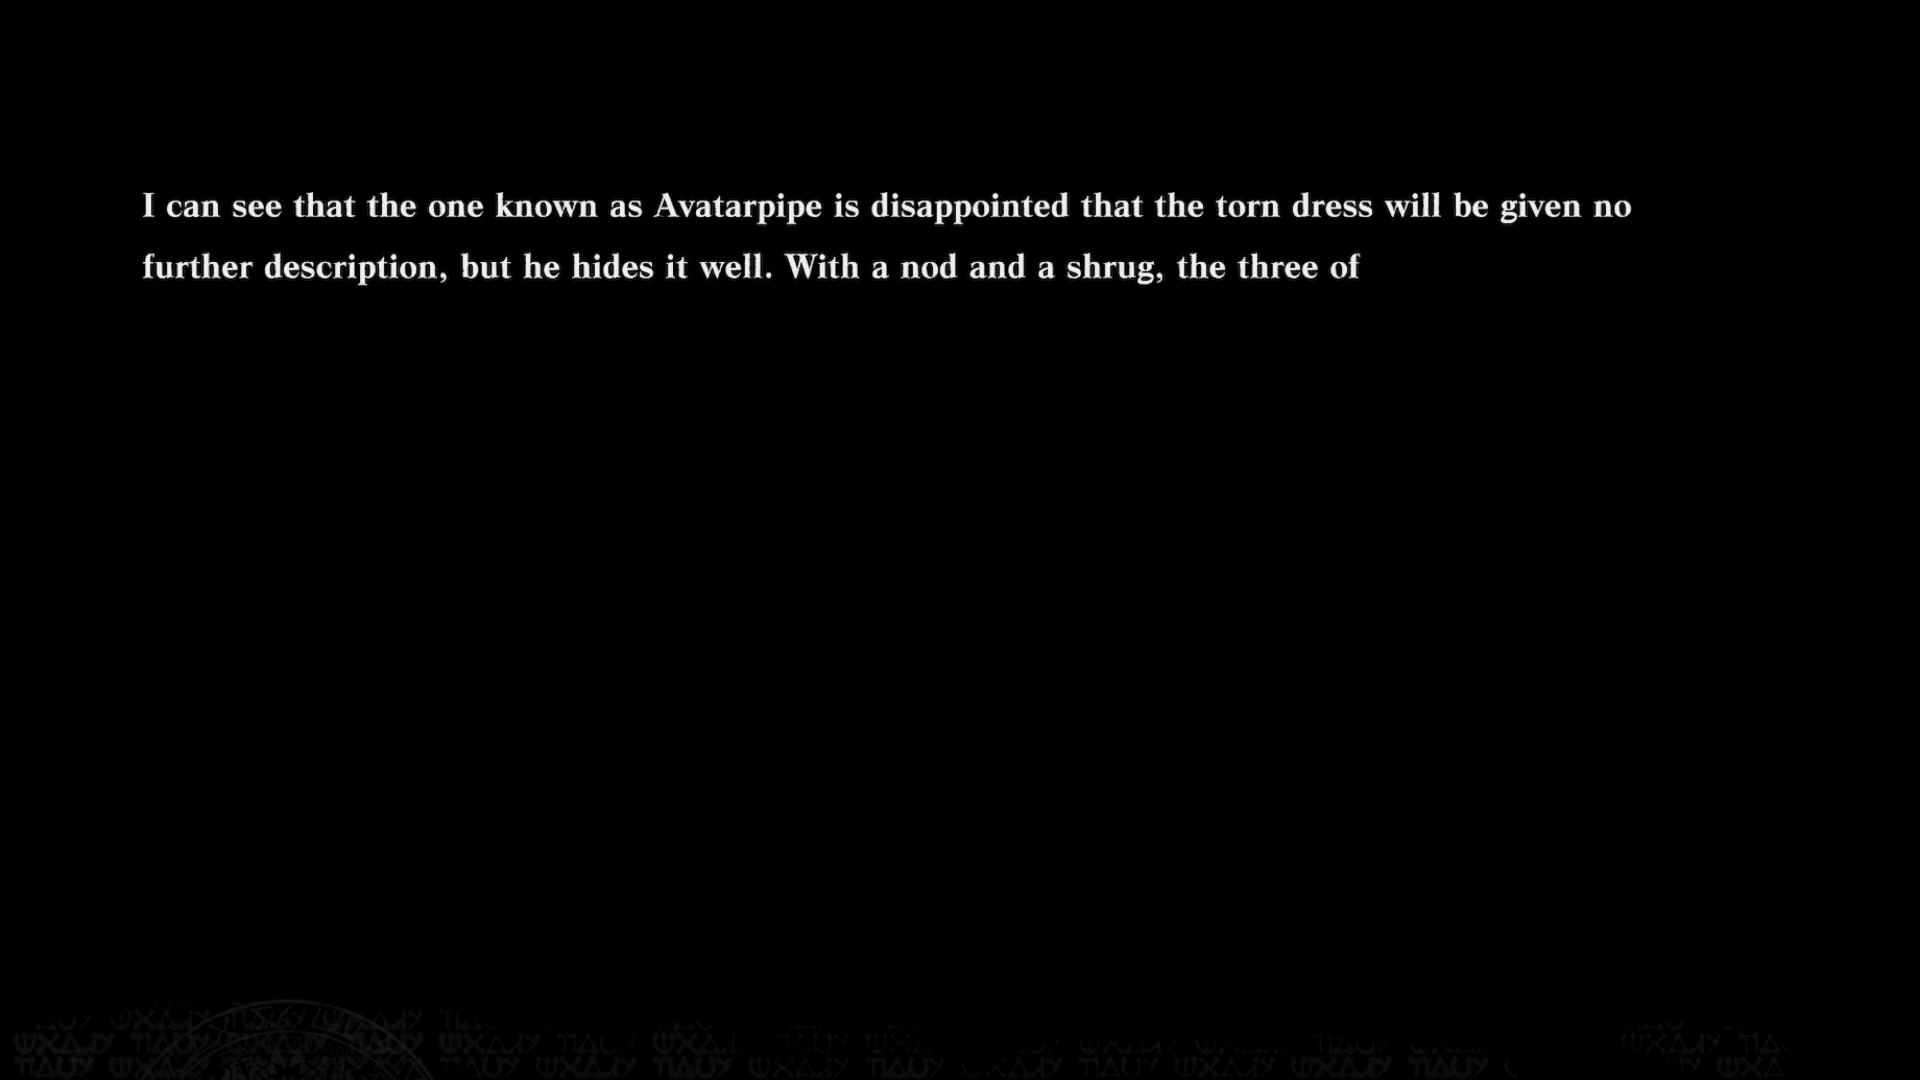 I can see that the one known as Avatarpipe is disappointed that the torn dress will be given no
further description, but he hides it well. With a nod and a shrug, the three of